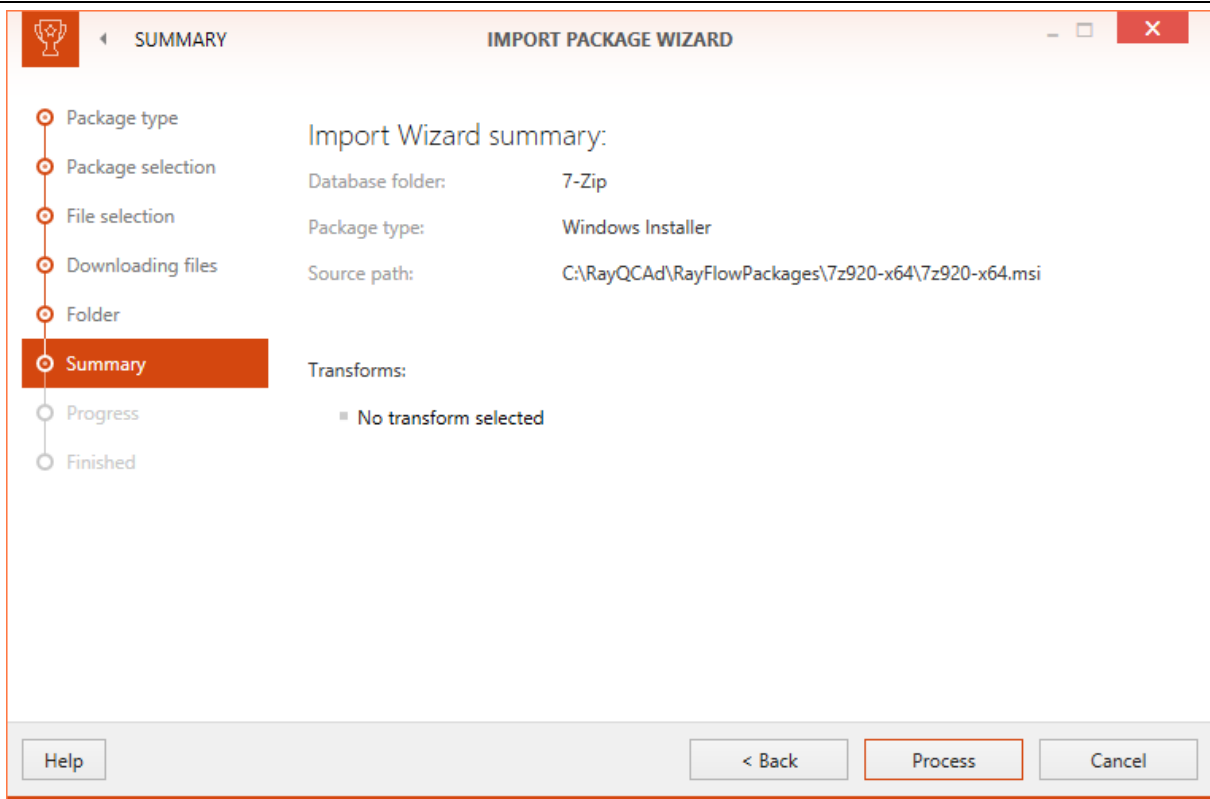 SUMMARY
IMPORT PACKAGE WIZARD
Package type
Package selection
File selection
Downloading files
Folder
Summary
Progress
Finished
Import Wizard summary:
Database folder: 7-Zip
Package type: Windows Installer
Source path: C:\RayQCAd\RayFlowPackages\7z920-x64\7z920-x64.msi
Transforms:
No transform selected
Help
< Back
Process
Cancel